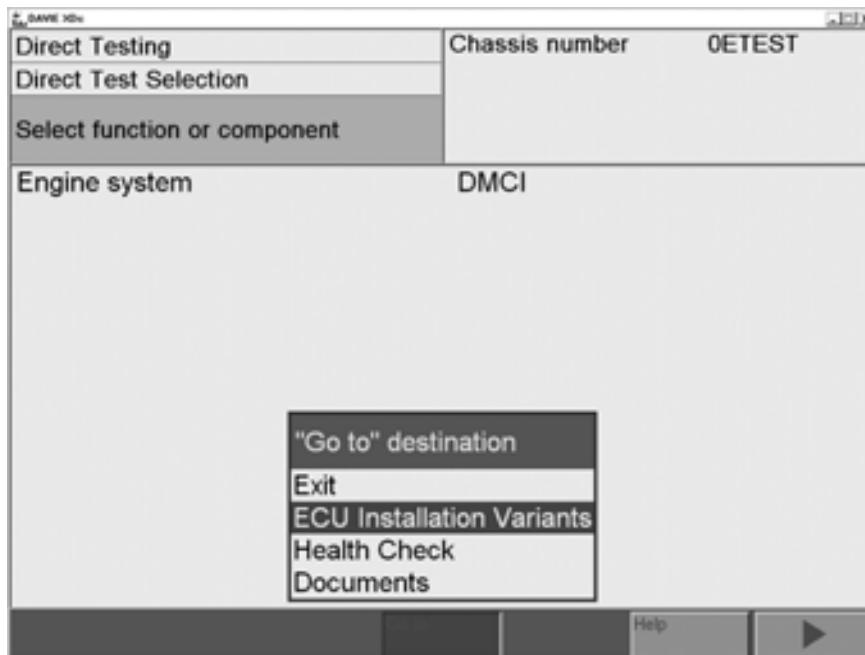 DAVIE XDc
Direct Testing
Chassis number 0ETEST
Direct Test Selection
Select function or component
Engine system DMCI
"Go to" destination
Exit
ECU Installation Variants
Health Check
Documents
Help